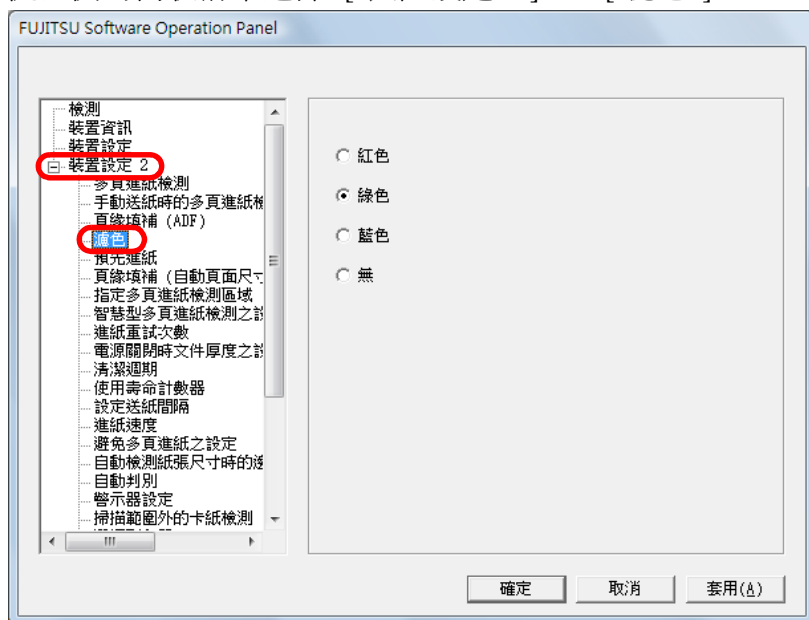 FUJITSU Software Operation Panel
檢測
裝置資訊
裝置設定
裝置設定 2
多頁進紙檢測
手動送紙時的多頁進紙檢
頁緣填補 (ADF)
濾色
預先進紙
頁緣填補 (自動頁面尺寸
指定多頁進紙檢測區域
智慧型多頁進紙檢測之設
進紙重試次數
電源關閉時文件厚度之設
清潔週期
使用壽命計數器
設定送紙間隔
進紙速度
避免多頁進紙之設定
自動檢測紙張尺寸時的
自動判別
警示器設定
掃描範圍外的卡紙檢測
紅色
綠色
藍色
無
確定
取消
套用(A)